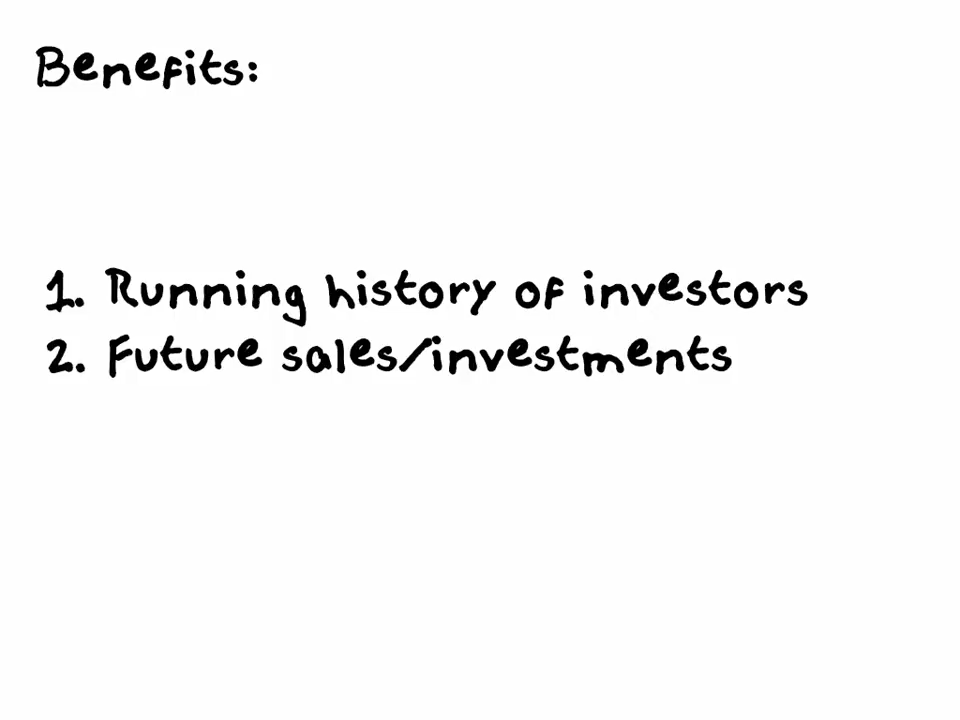 Benefits:
1. Running history of investors
2. Future sales/investments